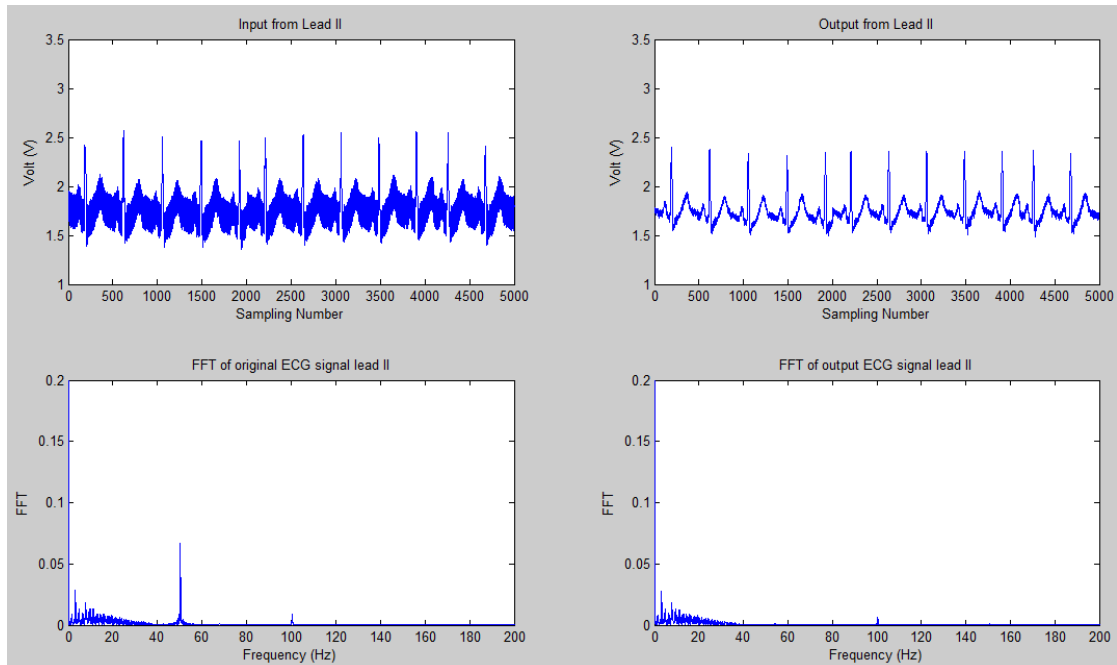 Input from Lead II
Output from Lead II
3.5
3
2.5
2
1.5
1
Volt (V)
0 500 1000 1500 2000 2500 3000 3500 4000 4500 5000
Sampling Number
3.5
3
2.5
2
1.5
1
Volt (V)
0 500 1000 1500 2000 2500 3000 3500 4000 4500 5000
Sampling Number
FFT of original ECG signal lead II
FFT of output ECG signal lead II
0.2
0.15
0.1
0.05
0
FFT
0 20 40 60 80 100 120 140 160 180 200
Frequency (Hz)
0.2
0.15
0.1
0.05
0
FFT
0 20 40 60 80 100 120 140 160 180 200
Frequency (Hz)